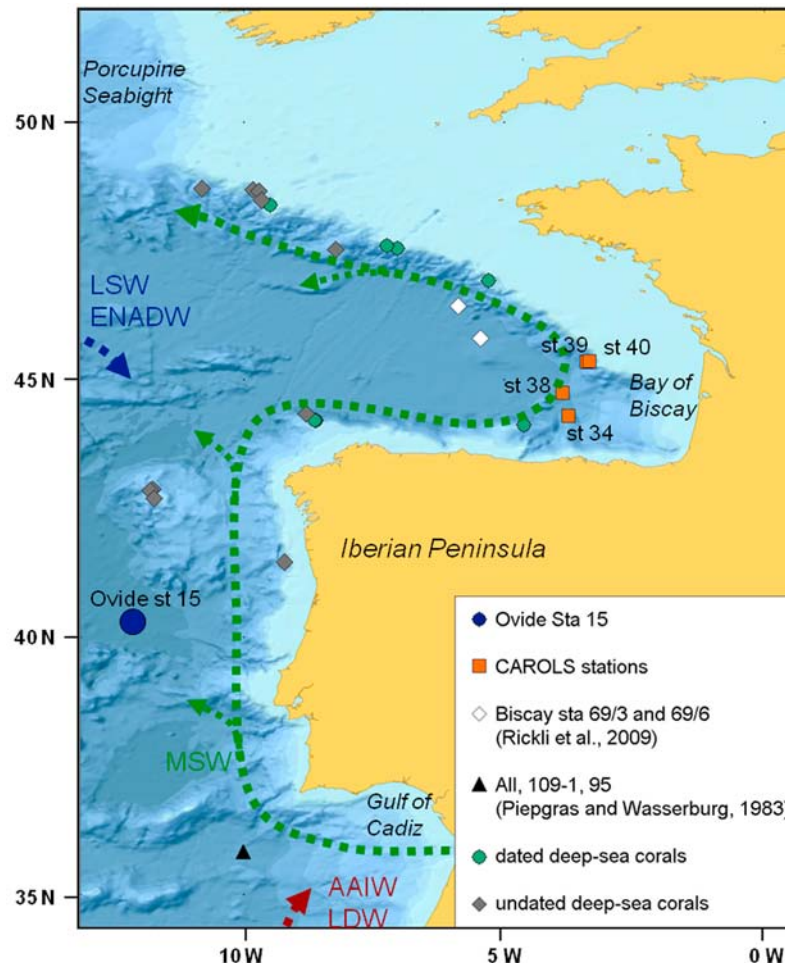 Porcupine
Seabight
50 N
LSW
ENADW
st 39
st 40
45 N
st 38
Bay of
Biscay
st 34
Iberian Peninsula
Ovide st 15
40 N
Ovide Sta 15
CAROLS stations
Biscay sta 69/3 and 69/6
(Rickli et al., 2009)
MSW
All, 109-1, 95
(Piepgras and Wasserburg, 1983)
Gulf of
Cadiz
dated deep-sea corals
undated deep-sea corals
35 N
AAIW
LDW
10 W
5 W
0 W